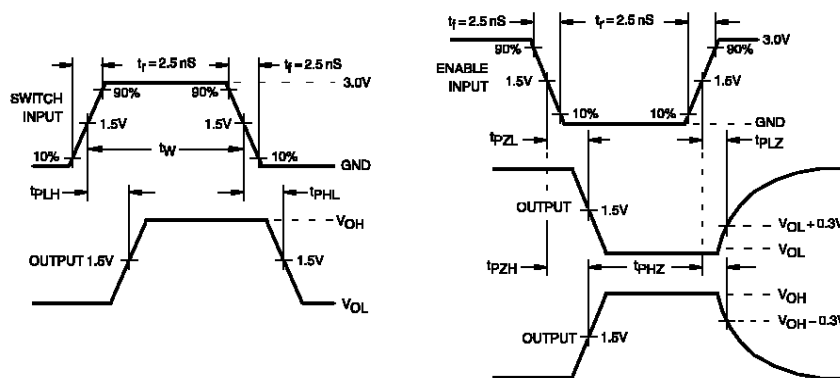 tr = 2.5 nS
tf = 2.5 nS
3.0V
90%
90%
SWITCH
INPUT
1.5V
1.5V
tW
10%
10%
GND
tPLH
tPHL
VOH
OUTPUT
1.5V
1.5V
VOL
tf = 2.5 nS
tr = 2.5 nS
3.0V
90%
90%
ENABLE
INPUT
1.5V
1.5V
10%
10%
GND
tPZL
tPLZ
OUTPUT
1.5V
VOL + 0.3V
VOL
tPZH
tPHZ
VOH
VOH – 0.3V
OUTPUT
1.5V